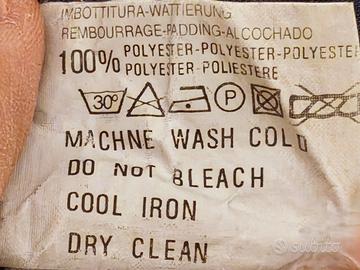 IMBOTTITURA-WATTIERUNG
REMBOURRAGE-PADDING-ALCOCHADO
100% POLYESTER-POLYESTER-POLYESTER
POLYESTER-POLIESTERE
30° P
MACHNE WASH COLD
DO NOT BLEACH
COOL IRON
DRY CLEAN
subito